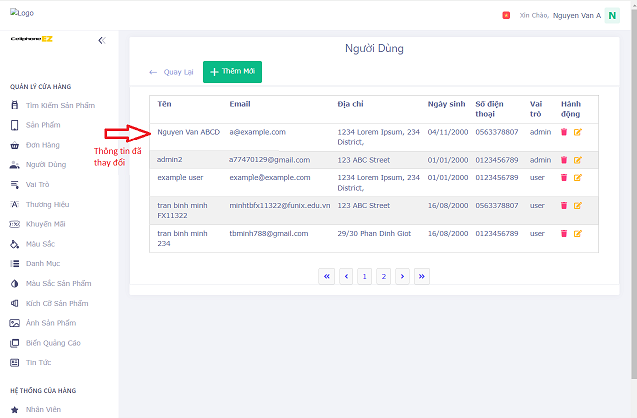 Logo
Xin Chào, Nguyen Van A N
CellphoneEZ
QUẢN LÝ CỬA HÀNG
Tìm Kiếm Sản Phẩm
Sản Phẩm
Đơn Hàng
Người Dùng
Vai Trò
Thương Hiệu
Khuyến Mãi
Màu Sắc
Danh Mục
Màu Sắc Sản Phẩm
Kích Cỡ Sản Phẩm
Ảnh Sản Phẩm
Biển Quảng Cáo
Tin Tức
HỆ THỐNG CỬA HÀNG
Nhân Viên
Thông tin đã
thay đổi
Người Dùng
Quay Lại
Thêm Mới
Tên Email Địa chỉ Ngày sinh Số điện thoại Vai trò Hành động
Nguyen Van ABCD a@example.com 1234 Lorem Ipsum, 234 District, 04/11/2000 0563378807 admin
admin2 a77470129@gmail.com 123 ABC Street 01/01/2000 0123456789 admin
example user example@example.com 1234 Lorem Ipsum, 234 District, 01/01/2000 0123456789 user
tran binh minh FX11322 minhtbfx11322@funix.edu.vn 123 ABC Street 16/08/2000 0563378807 user
tran binh minh 234 tbminh788@gmail.com 29/30 Phan Dinh Giot 16/08/2000 0123456789 user
« ‹ 1 2 › »